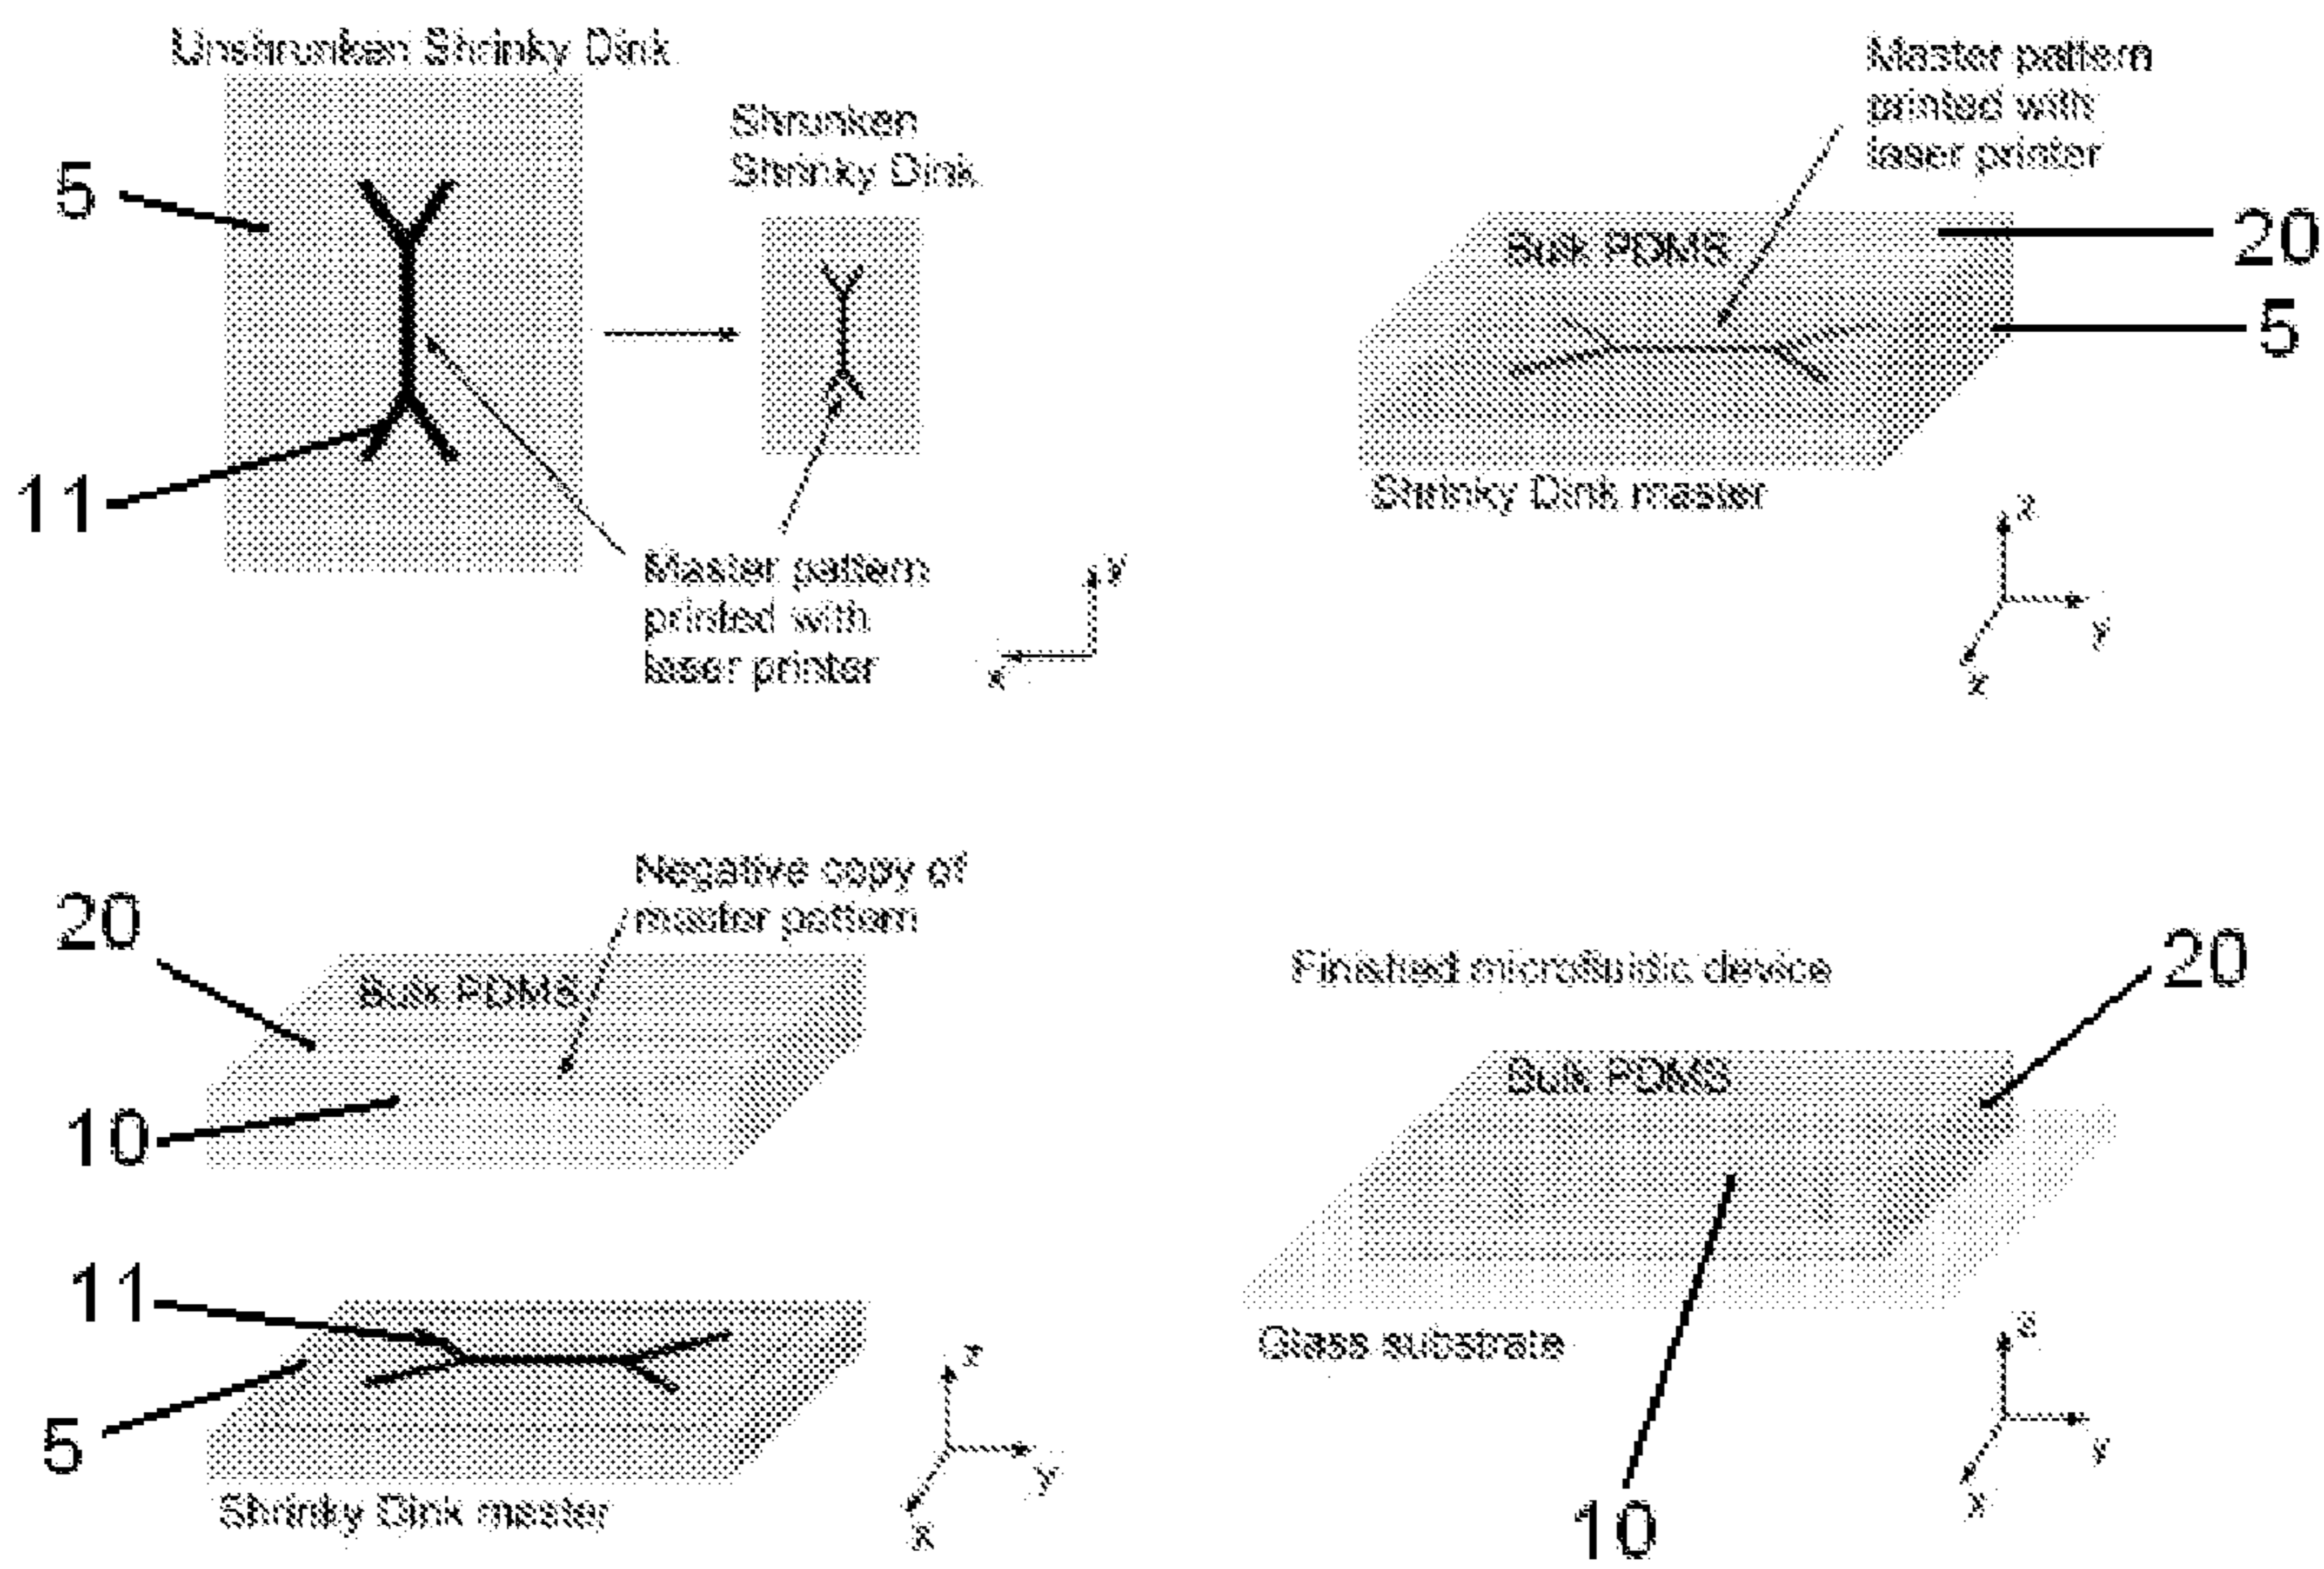 Unshrunken Shrinky Dink
5
11
Shrunken
Shrinky Dink
Master pattern
printed with
laser printer
y
x
Master pattern
printed with
laser printer
Bulk PDMS
20
5
Shrinky Dink master
z
y
x
Negative copy of
master pattern
20
Bulk PDMS
10
11
5
Shrinky Dink master
z
y
x
Finished microfluidic device
20
Bulk PDMS
Glass substrate
10
z
y
x